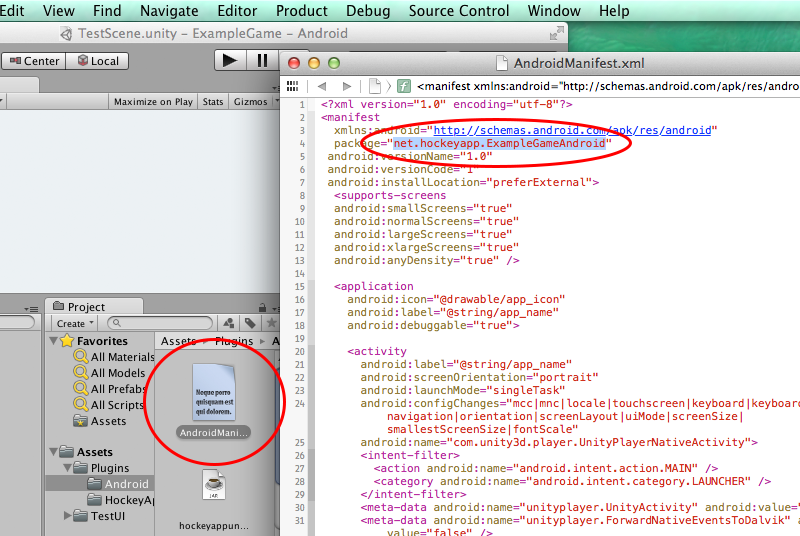 Edit View Find Navigate Editor Product Debug Source Control Window Help
TestScene.unity - ExampleGame - Android
Center Local
Maximize on Play Stats Gizmos
Project
Create
Assets Plugins A
Favorites
All Materials
All Models
All Prefabs
All Scripts
Assets
Assets
Plugins
Android
HockeyAp
TestUI
Neque porro
quisquam est
qui dolorem.
AndroidMani...
JAR
hockeyappun...
AndroidManifest.xml
<manifest xmlns:android="http://schemas.android.com/apk/res/andro
1 <?xml version="1.0" encoding="utf-8"?>
2 <manifest
3 xmlns:android="http://schemas.android.com/apk/res/android"
4 package="net.hockeyapp.ExampleGameAndroid"
5 android:versionName="1.0"
6 android:versionCode="1"
7 android:installLocation="preferExternal">
8 <supports-screens
9 android:smallScreens="true"
10 android:normalScreens="true"
11 android:largeScreens="true"
12 android:xlargeScreens="true"
13 android:anyDensity="true" />
14
15 <application
16 android:icon="@drawable/app_icon"
17 android:label="@string/app_name"
18 android:debuggable="true">
19
20 <activity
21 android:label="@string/app_name"
22 android:screenOrientation="portrait"
23 android:launchMode="singleTask"
24 android:configChanges="mcc|mnc|locale|touchscreen|keyboard|keyboar
navigation|orientation|screenLayout|uiMode|screenSize|
smallestScreenSize|fontScale"
25 android:name="com.unity3d.player.UnityPlayerNativeActivity">
26 <intent-filter>
27 <action android:name="android.intent.action.MAIN" />
28 <category android:name="android.intent.category.LAUNCHER" />
29 </intent-filter>
30 <meta-data android:name="unityplayer.UnityActivity" android:value="
31 <meta-data android:name="unityplayer.ForwardNativeEventsToDalvik" an
value="false" />